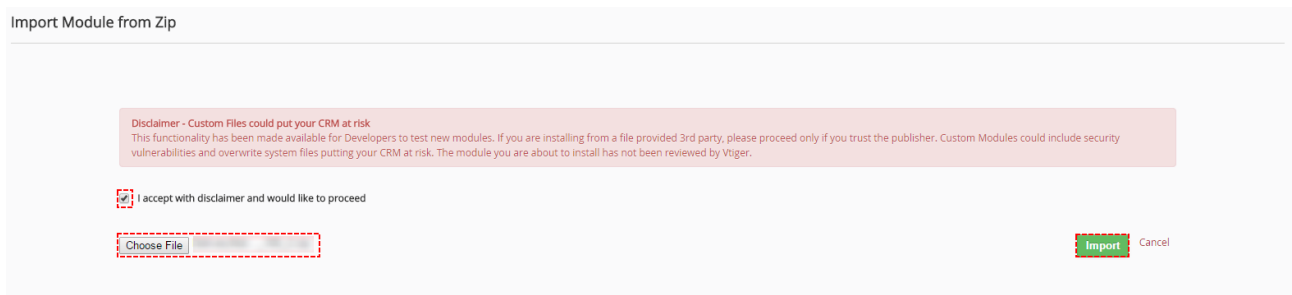 Import Module from Zip
Disclaimer - Custom Files could put your CRM at risk
This functionality has been made available for Developers to test new modules. If you are installing from a file provided 3rd party, please proceed only if you trust the publisher. Custom Modules could include security
vulnerabilities and overwrite system files putting your CRM at risk. The module you are about to install has not been reviewed by Vtiger.
I accept with disclaimer and would like to proceed
Choose File
Import Cancel